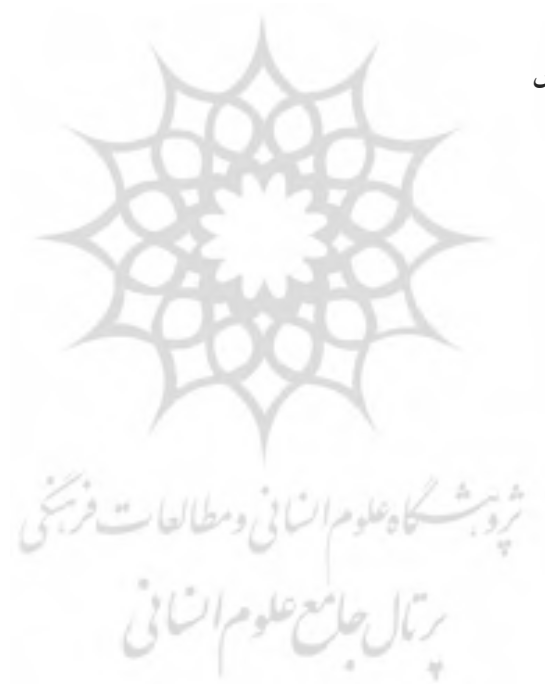 پژوهشگاه علوم انسانی و مطالعات فرهنگی
پرتال جامع علوم انسانی